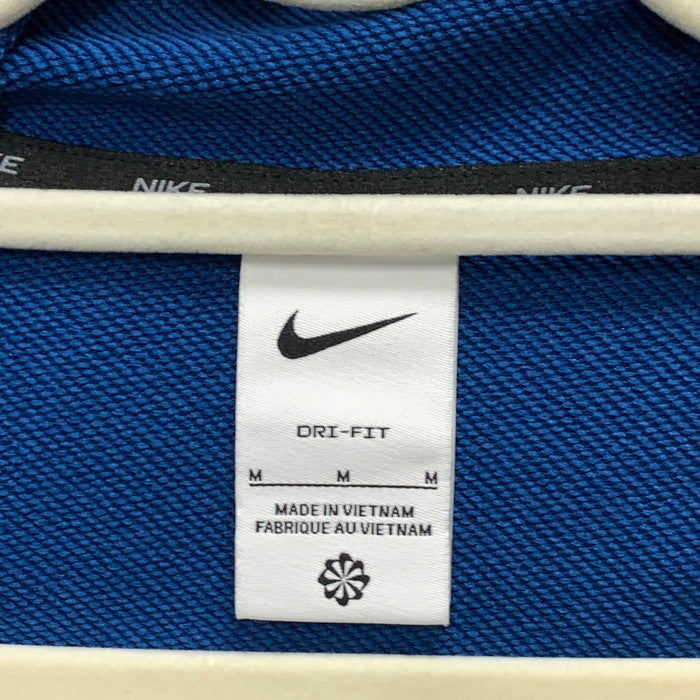 NIKE
NIKE
DRI-FIT
M M M
MADE IN VIETNAM
FABRIQUE AU VIETNAM